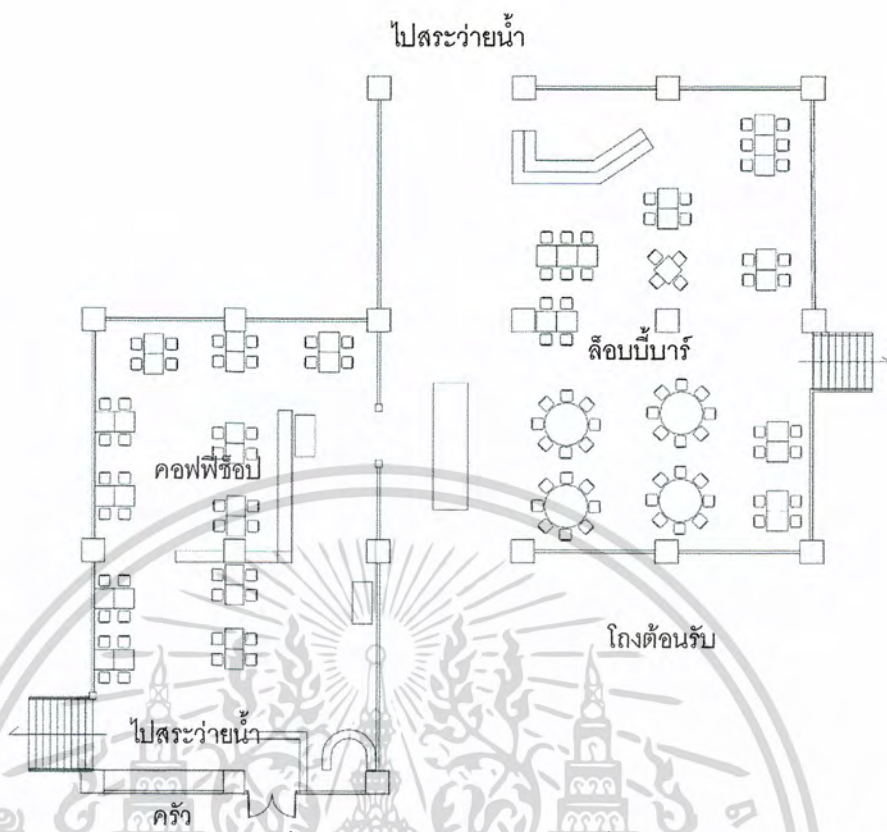 ไปสระว่ายน้ำ
ล็อบบี้บาร์
คอฟฟี่ช็อป
โถงต้อนรับ
ไปสระว่ายน้ำ
ครัว